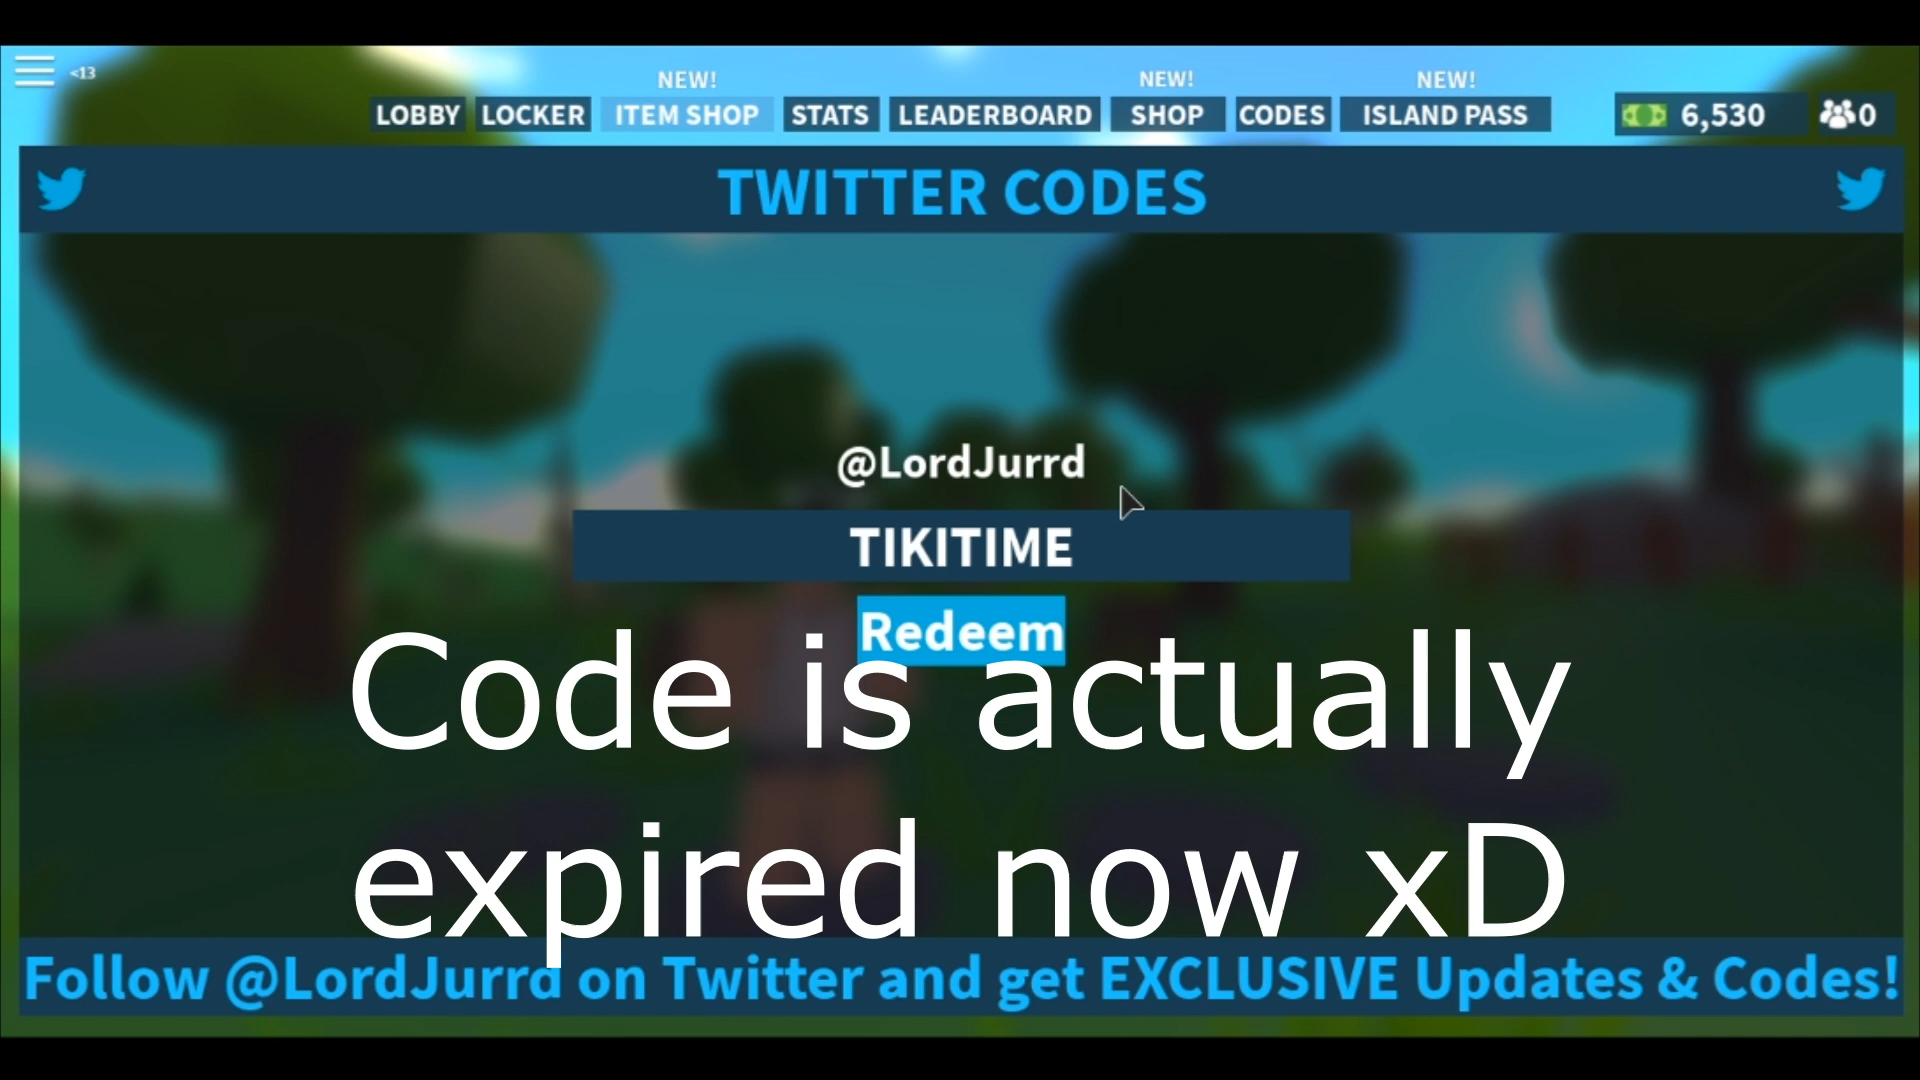 <13
NEW! NEW! NEW!
LOBBY LOCKER ITEM SHOP STATS LEADERBOARD SHOP CODES ISLAND PASS 6,530 0
TWITTER CODES
@LordJurrd
TIKITIME
Redeem
Code is actually
expired now xD
Follow @LordJurrd on Twitter and get EXCLUSIVE Updates & Codes!